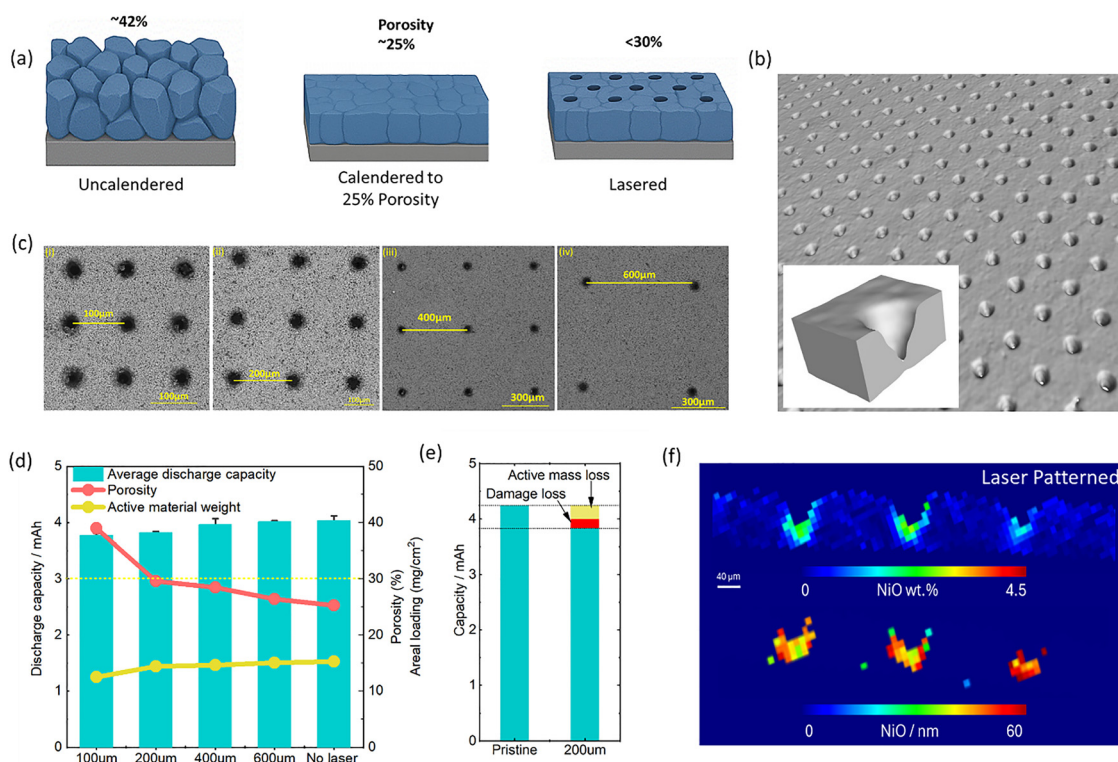 (a)
~42%
Uncalendered
Porosity
~25%
Calendered to
25% Porosity
<30%
Lasered
(b)
(c)
(i)
100µm
100µm
(ii)
200µm
(iii)
400µm
300µm
(iv)
600µm
300µm
(d)
Discharge capacity / mAh
5
4
3
2
1
0
Average discharge capacity
Porosity
Active material weight
50
40
30
20
10
0
Porosity (%)
Areal loading (mg/cm²)
100um
200um
400um
600um
No laser
(e)
Capacity / mAh
5
4
3
2
1
0
Active mass loss
Damage loss
Pristine
200um
(f)
Laser Patterned
40 µm
0
NiO wt.%
4.5
0
NiO / nm
60